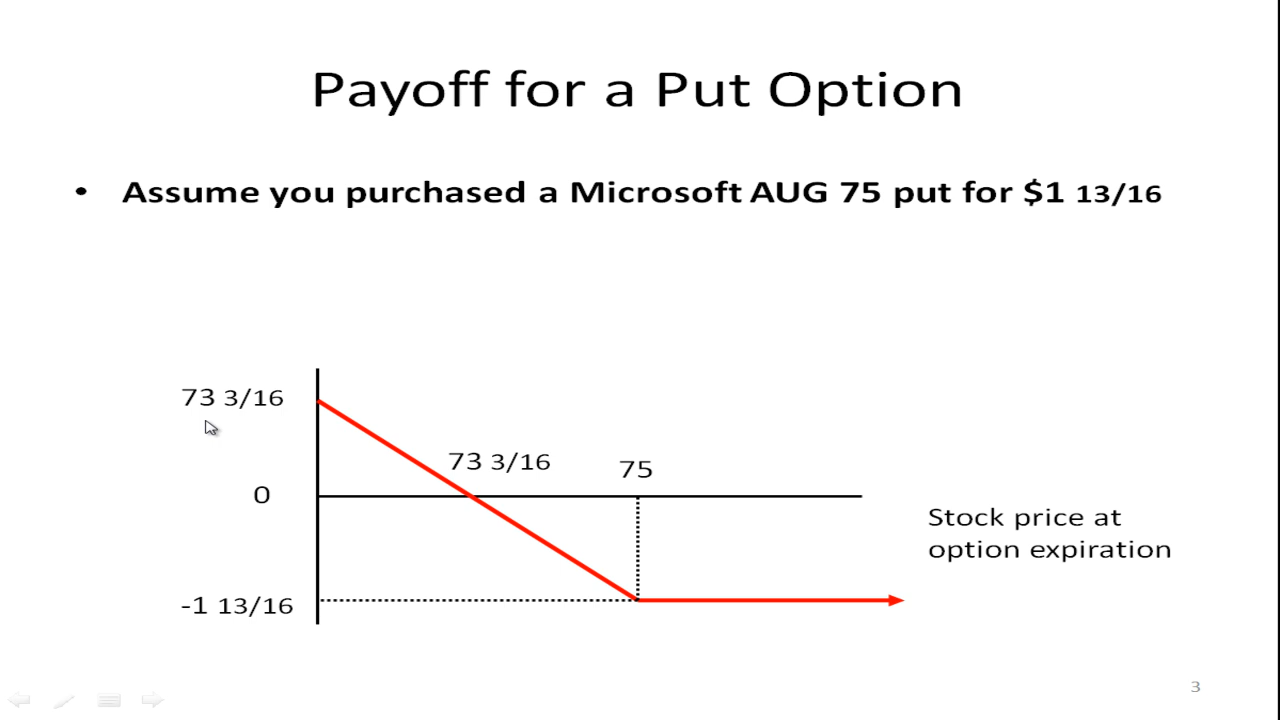 Payoff for a Put Option
• Assume you purchased a Microsoft AUG 75 put for $1 13/16
73 3/16
73 3/16
75
0
Stock price at
option expiration
-1 13/16
3